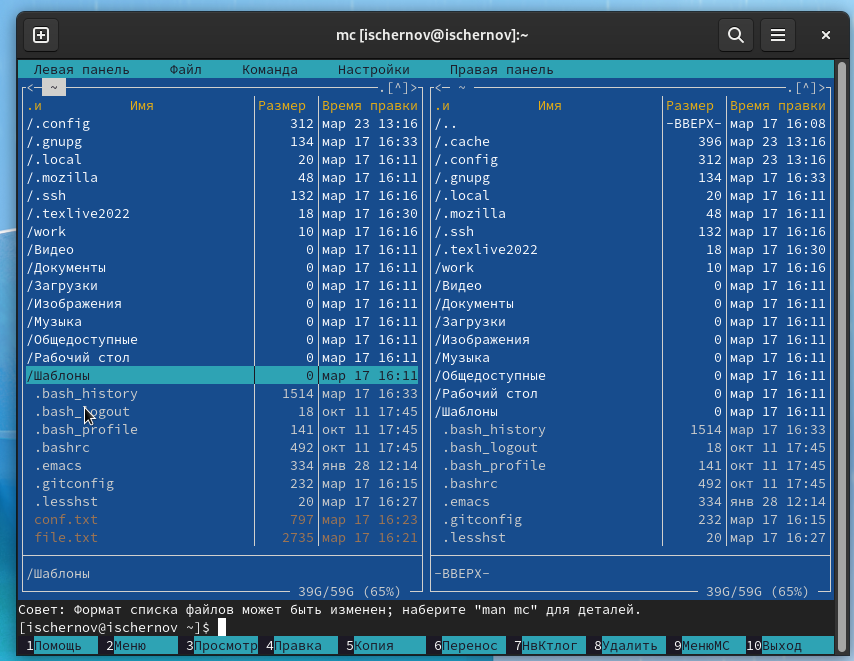 mc [ischernov@ischernov]:~
Левая панель Файл Команда Настройки Правая панель
<─ ~ .[^]> <─ ~ .[^]>
.и Имя Размер Время правки .и Имя Размер Время правки
/.config 312 мар 23 13:16 /.. -ВВЕРХ- мар 17 16:08
/.gnupg 134 мар 17 16:33 /.cache 396 мар 23 13:16
/.local 20 мар 17 16:11 /.config 312 мар 23 13:16
/.mozilla 48 мар 17 16:11 /.gnupg 134 мар 17 16:33
/.ssh 132 мар 17 16:16 /.local 20 мар 17 16:11
/.texlive2022 18 мар 17 16:30 /.mozilla 48 мар 17 16:11
/work 10 мар 17 16:16 /.ssh 132 мар 17 16:16
/Видео 0 мар 17 16:11 /.texlive2022 18 мар 17 16:30
/Документы 0 мар 17 16:11 /work 10 мар 17 16:16
/Загрузки 0 мар 17 16:11 /Видео 0 мар 17 16:11
/Изображения 0 мар 17 16:11 /Документы 0 мар 17 16:11
/Музыка 0 мар 17 16:11 /Загрузки 0 мар 17 16:11
/Общедоступные 0 мар 17 16:11 /Изображения 0 мар 17 16:11
/Рабочий стол 0 мар 17 16:11 /Музыка 0 мар 17 16:11
/Шаблоны 0 мар 17 16:11 /Общедоступные 0 мар 17 16:11
.bash_history 1514 мар 17 16:33 /Рабочий стол 0 мар 17 16:11
.bash_logout 18 окт 11 17:45 /Шаблоны 0 мар 17 16:11
.bash_profile 141 окт 11 17:45 .bash_history 1514 мар 17 16:33
.bashrc 492 окт 11 17:45 .bash_logout 18 окт 11 17:45
.emacs 334 янв 28 12:14 .bash_profile 141 окт 11 17:45
.gitconfig 232 мар 17 16:15 .bashrc 492 окт 11 17:45
.lesshst 20 мар 17 16:27 .emacs 334 янв 28 12:14
conf.txt 797 мар 17 16:23 .gitconfig 232 мар 17 16:15
file.txt 2735 мар 17 16:21 .lesshst 20 мар 17 16:27
/Шаблоны -ВВЕРХ-
39G/59G (65%) 39G/59G (65%)
Совет: Формат списка файлов может быть изменен; наберите "man mc" для деталей.
[ischernov@ischernov ~]$
1Помощь 2Меню 3Просмотр 4Правка 5Копия 6Перенос 7НвКтлог 8Удалить 9МенюМС 10Выход